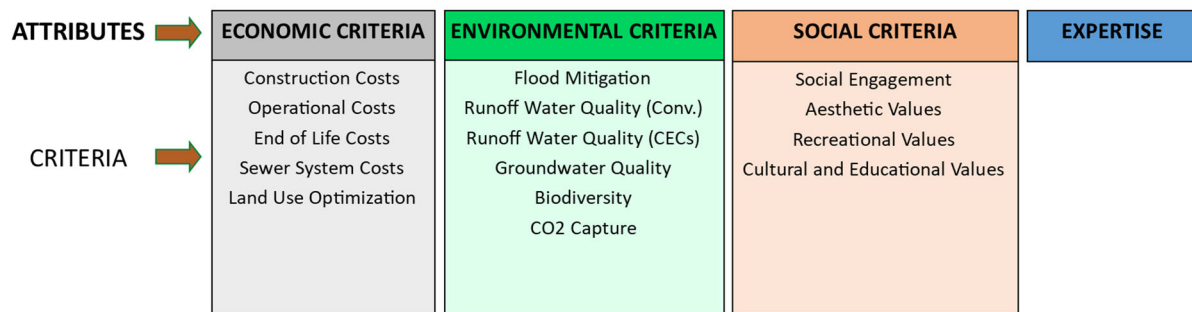 ATTRIBUTES
ECONOMIC CRITERIA
ENVIRONMENTAL CRITERIA
SOCIAL CRITERIA
EXPERTISE
CRITERIA
Construction Costs
Operational Costs
End of Life Costs
Sewer System Costs
Land Use Optimization
Flood Mitigation
Runoff Water Quality (Conv.)
Runoff Water Quality (CECs)
Groundwater Quality
Biodiversity
CO2 Capture
Social Engagement
Aesthetic Values
Recreational Values
Cultural and Educational Values